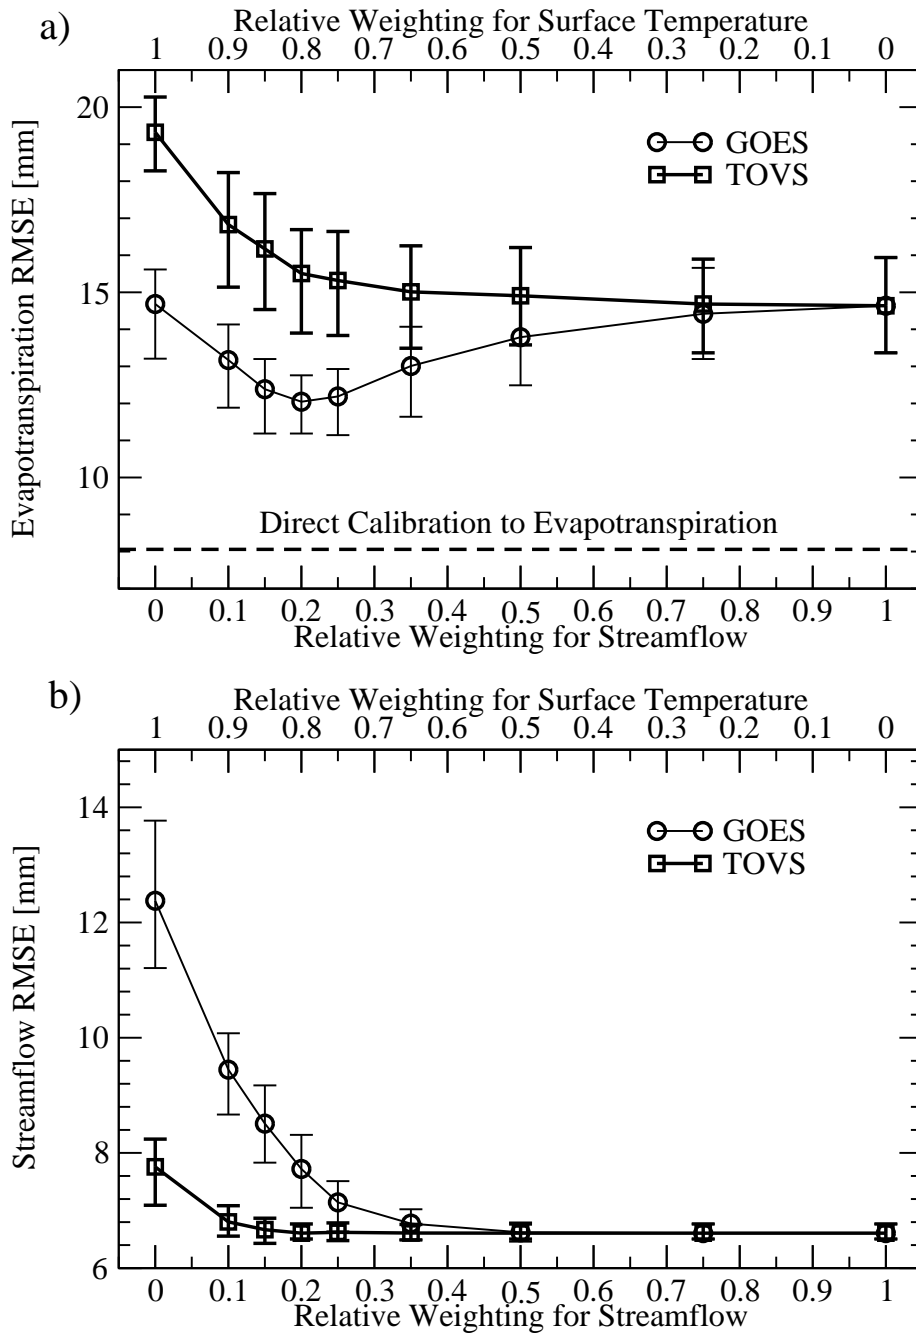 a)
Relative Weighting for Surface Temperature
1 0.9 0.8 0.7 0.6 0.5 0.4 0.3 0.2 0.1 0
Evapotranspiration RMSE [mm]
20
15
10
GOES
TOVS
Direct Calibration to Evapotranspiration
0 0.1 0.2 0.3 0.4 0.5 0.6 0.7 0.8 0.9 1
Relative Weighting for Streamflow
b)
Relative Weighting for Surface Temperature
1 0.9 0.8 0.7 0.6 0.5 0.4 0.3 0.2 0.1 0
Streamflow RMSE [mm]
14
12
10
8
6
GOES
TOVS
0 0.1 0.2 0.3 0.4 0.5 0.6 0.7 0.8 0.9 1
Relative Weighting for Streamflow